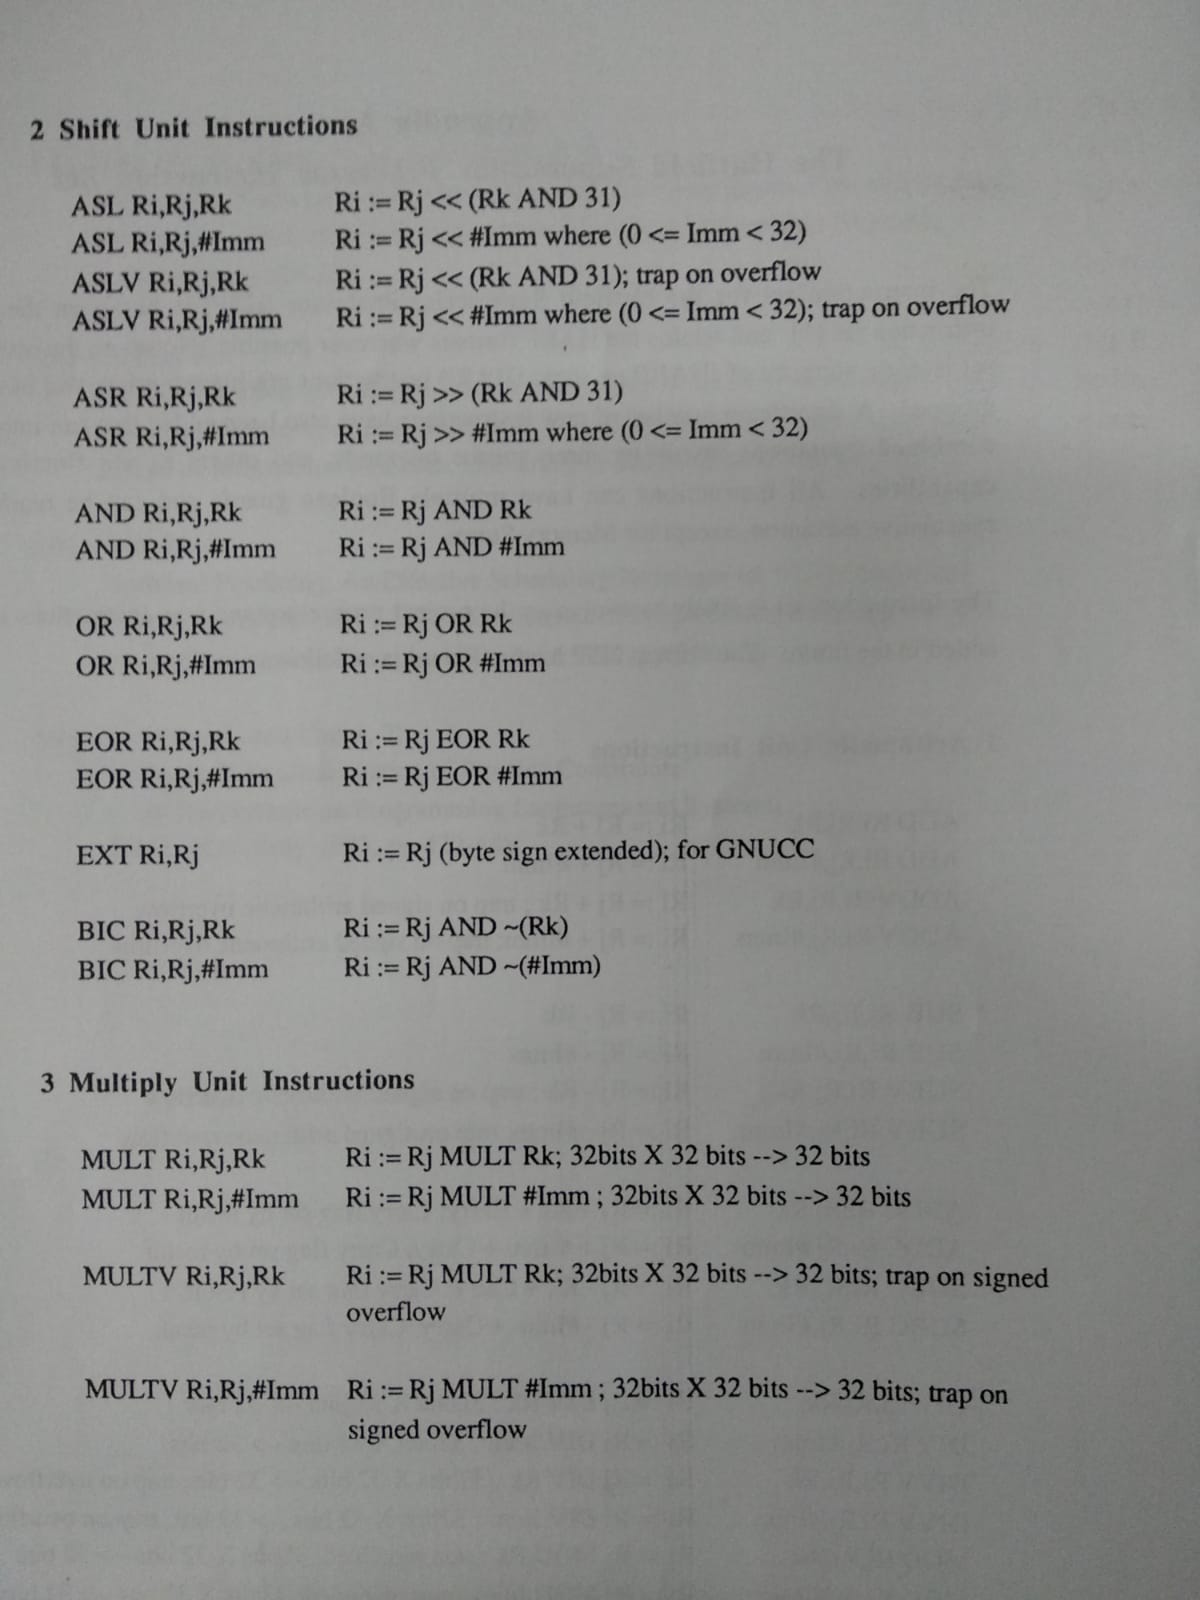 2 Shift Unit Instructions
ASL Ri,Rj,Rk Ri := Rj << (Rk AND 31)
ASL Ri,Rj,#Imm Ri := Rj << #Imm where (0 <= Imm < 32)
ASLV Ri,Rj,Rk Ri := Rj << (Rk AND 31); trap on overflow
ASLV Ri,Rj,#Imm Ri := Rj << #Imm where (0 <= Imm < 32); trap on overflow
ASR Ri,Rj,Rk Ri := Rj >> (Rk AND 31)
ASR Ri,Rj,#Imm Ri := Rj >> #Imm where (0 <= Imm < 32)
AND Ri,Rj,Rk Ri := Rj AND Rk
AND Ri,Rj,#Imm Ri := Rj AND #Imm
OR Ri,Rj,Rk Ri := Rj OR Rk
OR Ri,Rj,#Imm Ri := Rj OR #Imm
EOR Ri,Rj,Rk Ri := Rj EOR Rk
EOR Ri,Rj,#Imm Ri := Rj EOR #Imm
EXT Ri,Rj Ri := Rj (byte sign extended); for GNUCC
BIC Ri,Rj,Rk Ri := Rj AND ~(Rk)
BIC Ri,Rj,#Imm Ri := Rj AND ~(#Imm)
3 Multiply Unit Instructions
MULT Ri,Rj,Rk Ri := Rj MULT Rk; 32bits X 32 bits --> 32 bits
MULT Ri,Rj,#Imm Ri := Rj MULT #Imm ; 32bits X 32 bits --> 32 bits
MULTV Ri,Rj,Rk Ri := Rj MULT Rk; 32bits X 32 bits --> 32 bits; trap on signed
overflow
MULTV Ri,Rj,#Imm Ri := Rj MULT #Imm ; 32bits X 32 bits --> 32 bits; trap on
signed overflow